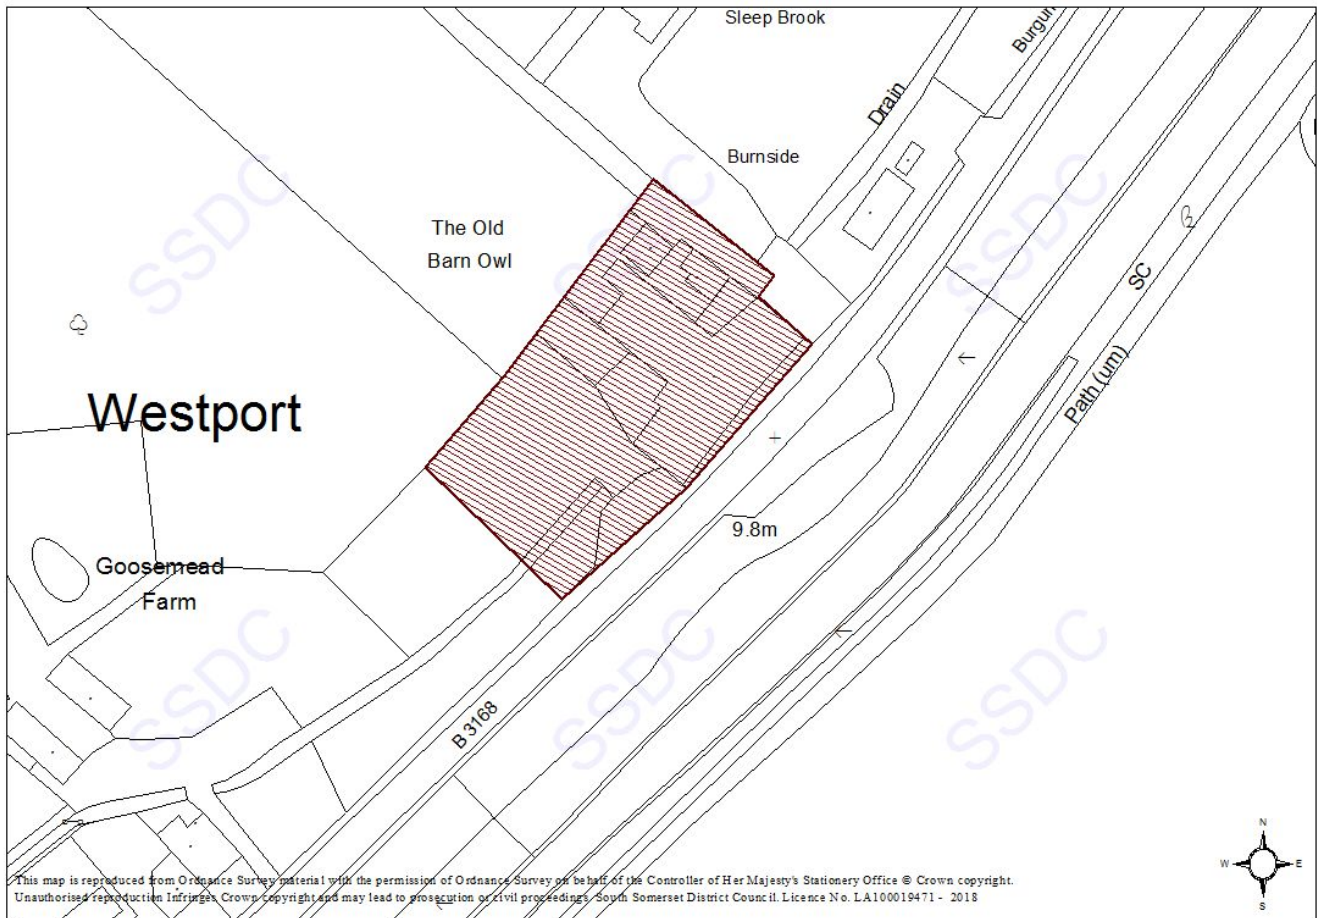 Sleep Brook
Burgun
Drain
Burnside
SSDC
SSDC
SSDC
The Old
Barn Owl
SC
Path (um)
Westport
9.8m
Goosemead
Farm
SSDC
SSDC
SSDC
B 3168
N
W
E
S
This map is reproduced from Ordnance Survey material with the permission of Ordnance Survey on behalf of the Controller of Her Majesty's Stationery Office © Crown copyright.
Unauthorised reproduction Infringes Crown copyright and may lead to prosecution or civil proceedings. South Somerset District Council. Licence No. LA100019471 - 2018